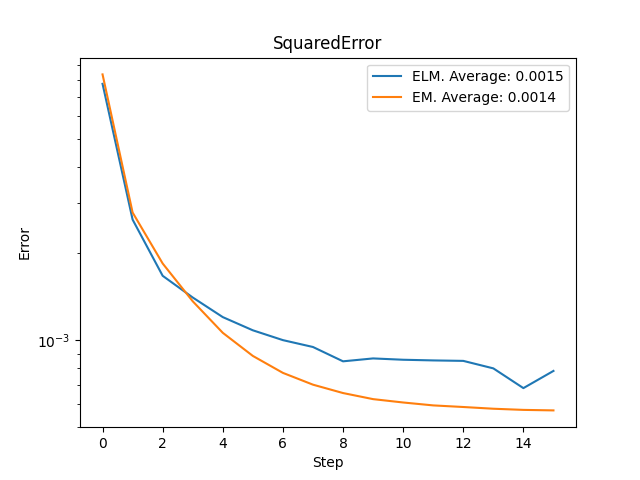 SquaredError
ELM. Average: 0.0015
EM. Average: 0.0014
Error
10⁻³
0 2 4 6 8 10 12 14
Step